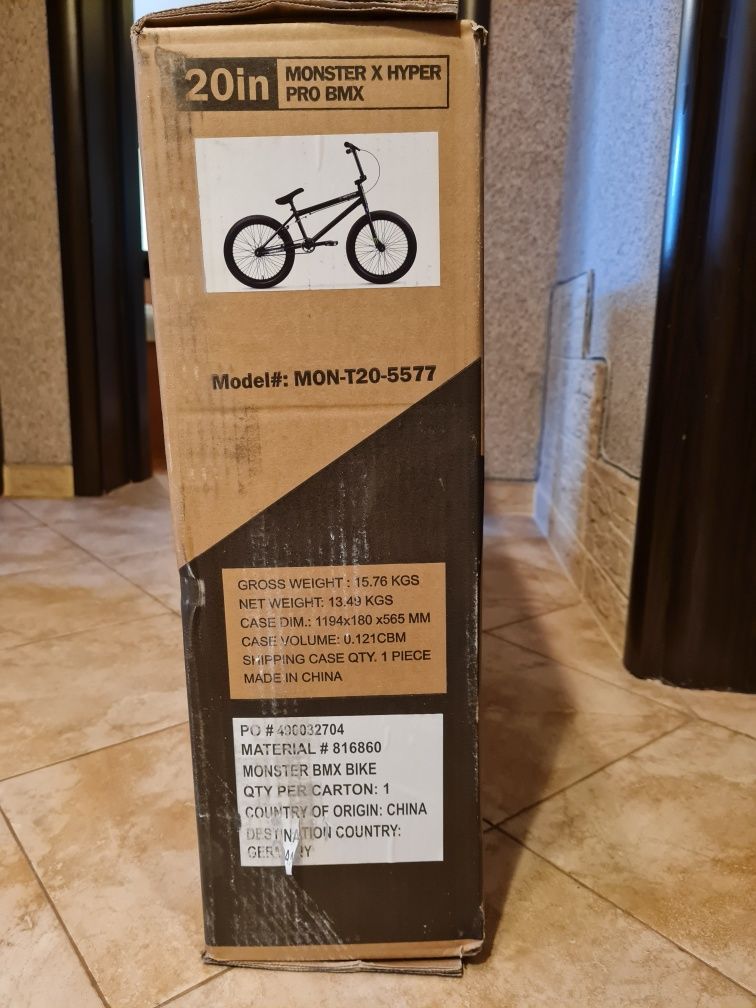 20in
MONSTER X HYPER
PRO BMX
Model#: MON-T20-5577
GROSS WEIGHT : 15.76 KGS
NET WEIGHT: 13.49 KGS
CASE DIM.: 1194x180 x565 MM
CASE VOLUME: 0.121CBM
SHIPPING CASE QTY. 1 PIECE
MADE IN CHINA
PO # 400032704
MATERIAL # 816860
MONSTER BMX BIKE
QTY PER CARTON: 1
COUNTRY OF ORIGIN: CHINA
DESTINATION COUNTRY:
GERMANY